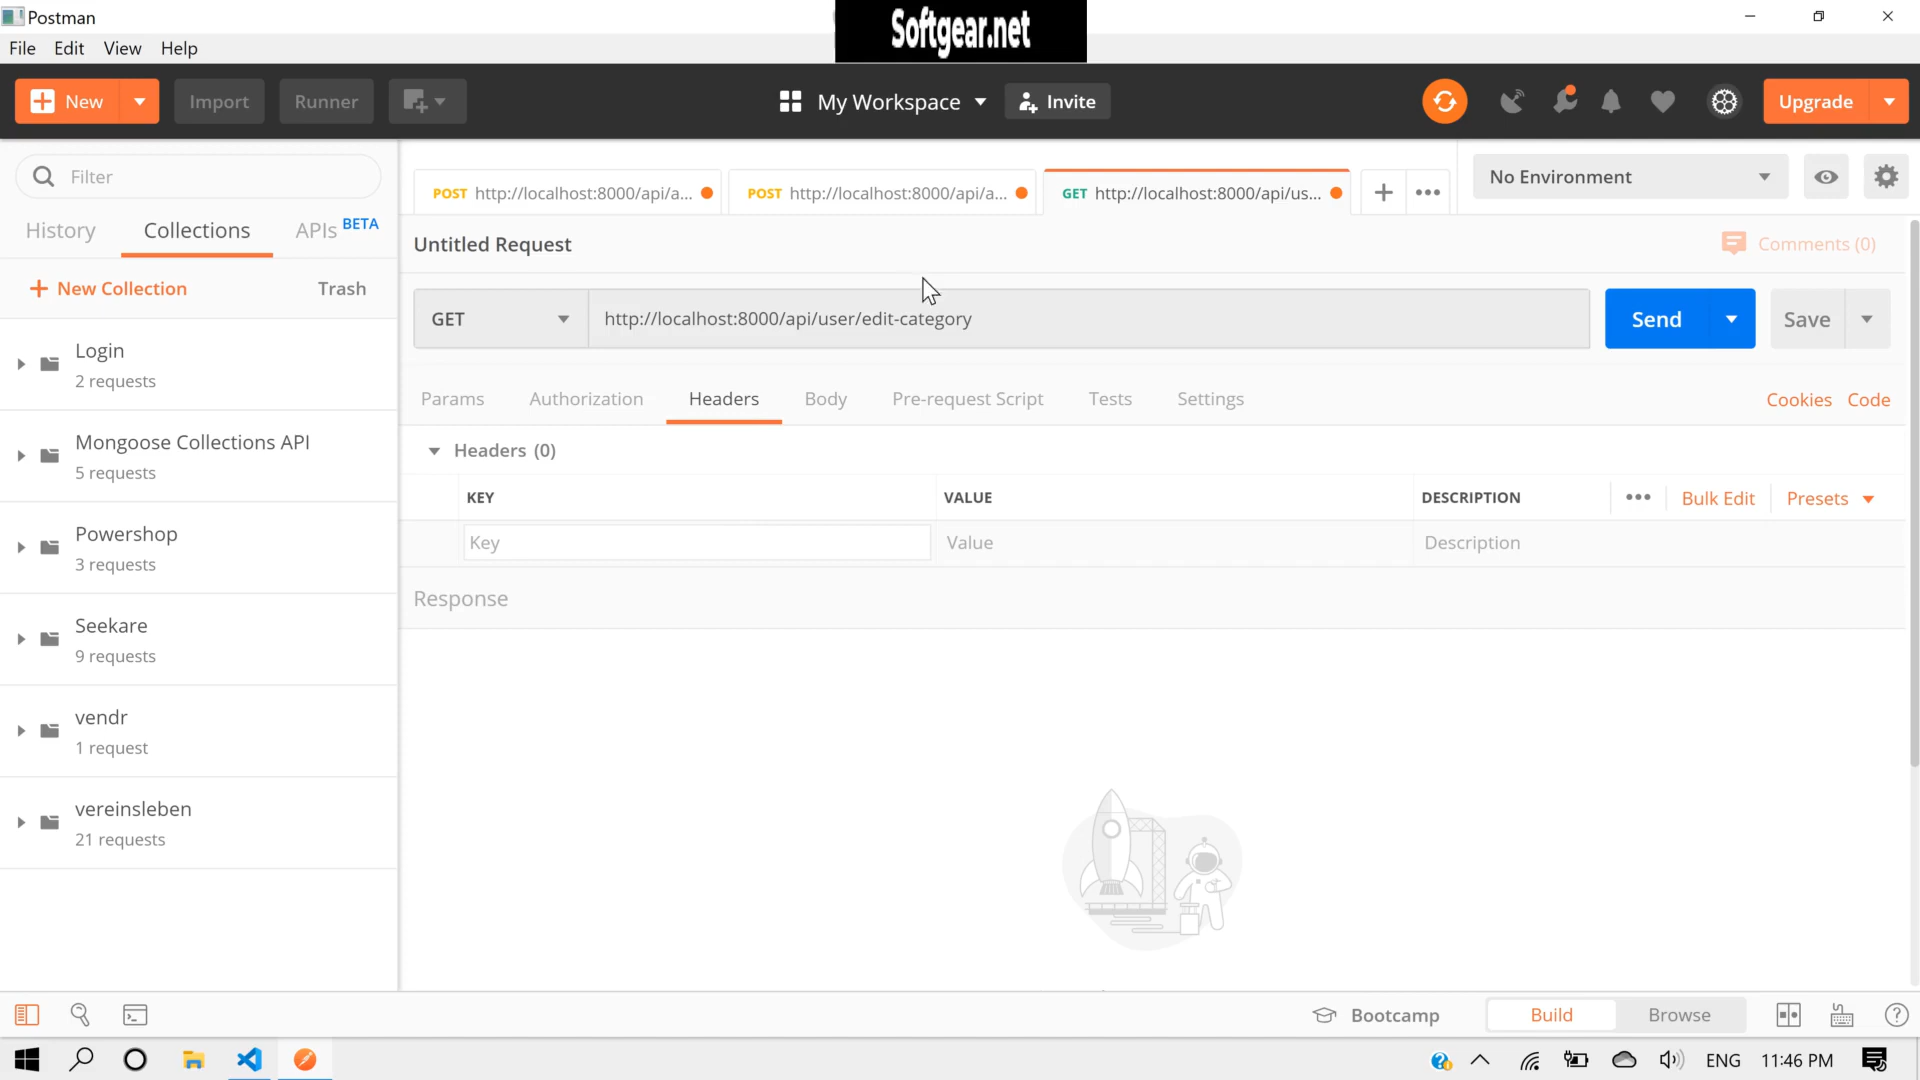 Postman
Softgear.net
File Edit View Help
New
Import
Runner
My Workspace
Invite
Upgrade
Filter
POST http://localhost:8000/api/a...
POST http://localhost:8000/api/a...
GET http://localhost:8000/api/us...
No Environment
History
Collections
APIs BETA
Untitled Request
Comments (0)
New Collection
Trash
GET
http://localhost:8000/api/user/edit-category
Send
Save
Login
2 requests
Mongoose Collections API
5 requests
Powershop
3 requests
Seekare
9 requests
vendr
1 request
vereinsleben
21 requests
Params
Authorization
Headers
Body
Pre-request Script
Tests
Settings
Cookies
Code
Headers (0)
KEY
VALUE
DESCRIPTION
Bulk Edit
Presets
Key
Value
Description
Response
Bootcamp
Build
Browse
ENG
11:46 PM